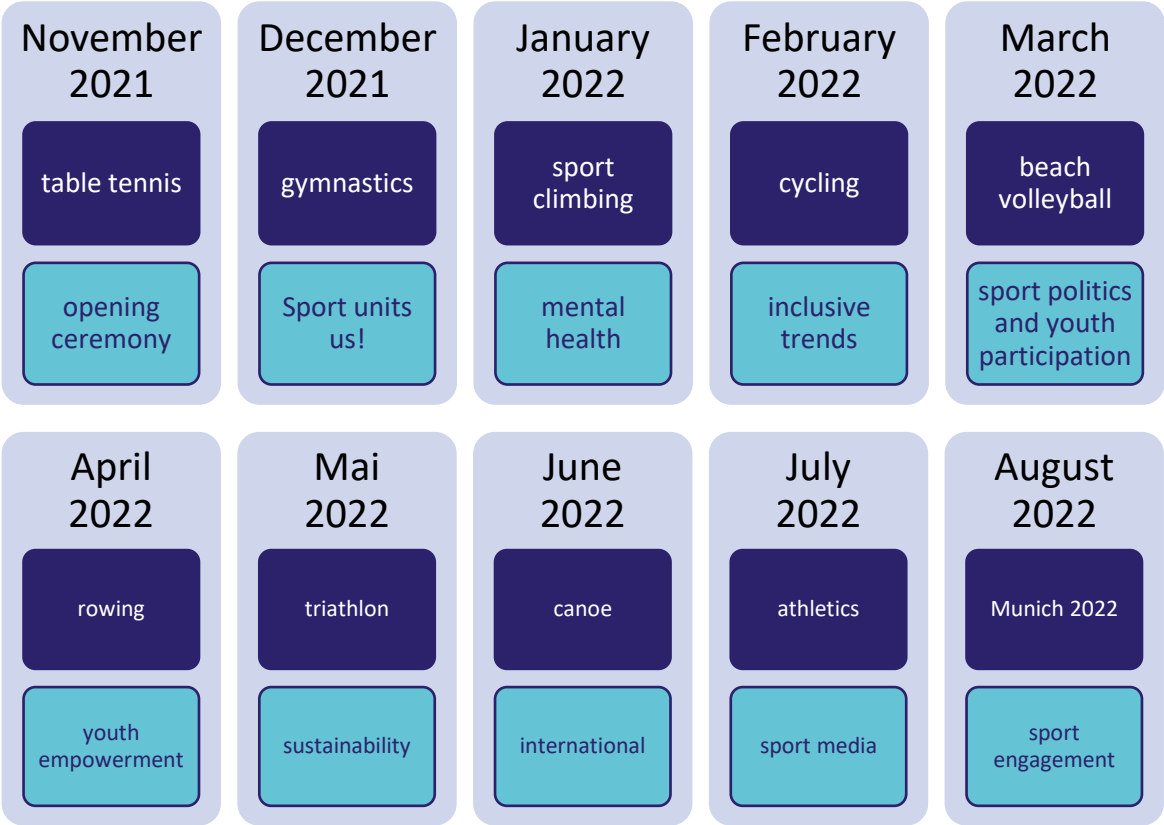 November
2021
table tennis
opening
ceremony
December
2021
gymnastics
Sport units
us!
January
2022
sport
climbing
mental
health
February
2022
cycling
inclusive
trends
March
2022
beach
volleyball
sport politics
and youth
participation
April
2022
rowing
youth
empowerment
Mai
2022
triathlon
sustainability
June
2022
canoe
international
July
2022
athletics
sport media
August
2022
Munich 2022
sport
engagement